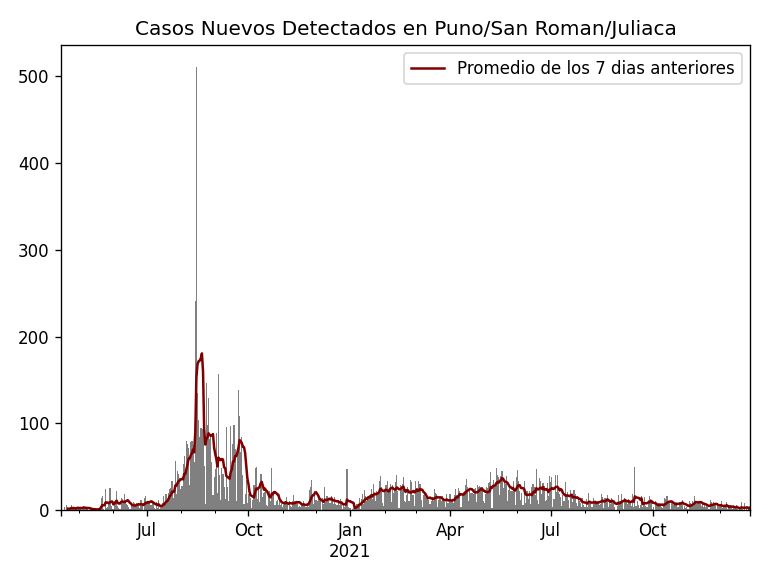 Casos Nuevos Detectados en Puno/San Roman/Juliaca
Promedio de los 7 dias anteriores
500
400
300
200
100
0
Jul Oct Jan Apr Jul Oct
2021